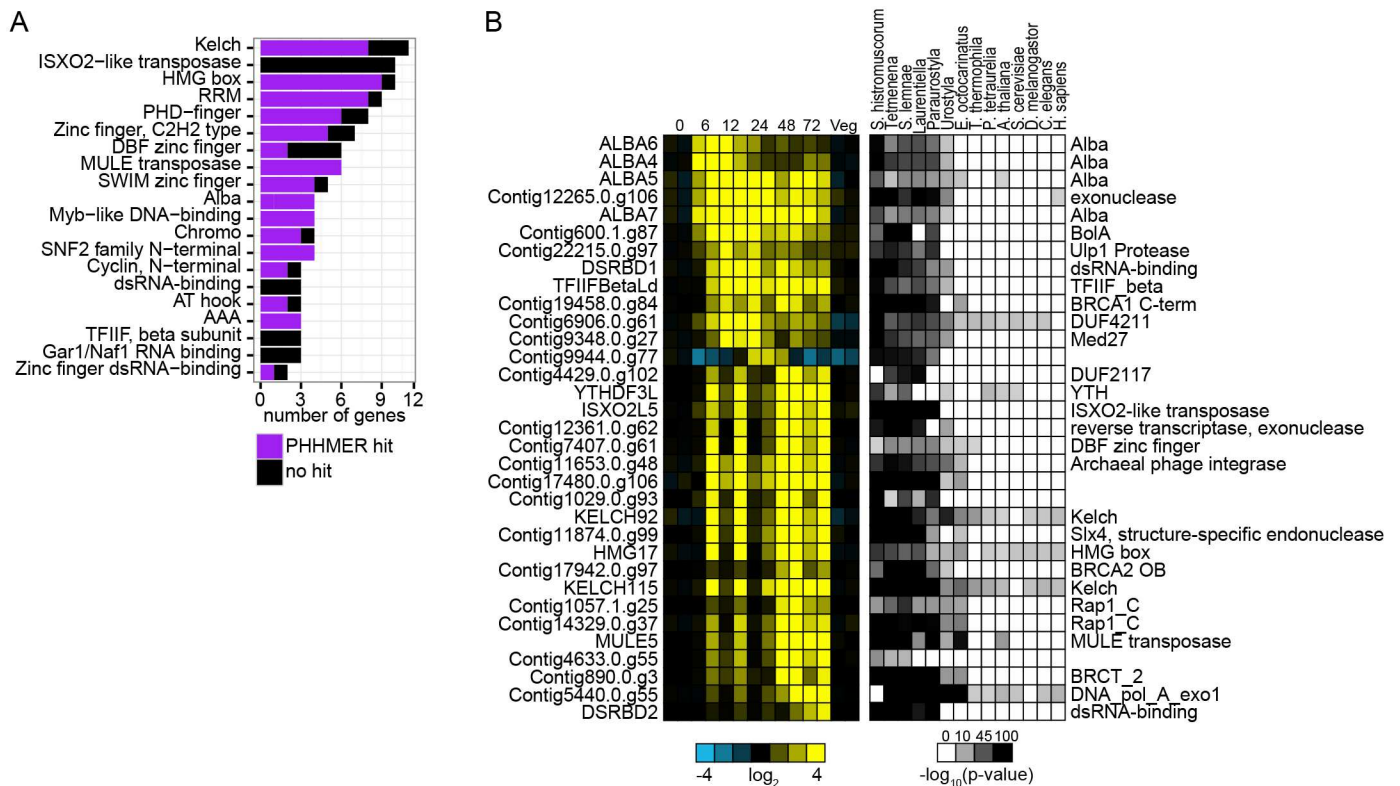 A
Kelch
ISXO2-like transposase
HMG box
RRM
PHD-finger
Zinc finger, C2H2 type
DBF zinc finger
MULE transposase
SWIM zinc finger
Alba
Myb-like DNA-binding
Chromo
SNF2 family N-terminal
Cyclin, N-terminal
dsRNA-binding
AT hook
AAA
TFIIF, beta subunit
Gar1/Naf1 RNA binding
Zinc finger dsRNA-binding
0 3 6 9 12
number of genes
PHHMER hit
no hit
B
0 6 12 24 48 72 Veg
S. histromuscorum
Tetmemena
S. lemnae
Laurentiella
Paraurostyla
Urostyla
E. octocarinatus
T. thermophila
P. tetraurelia
A. thaliana
S. cerevisiae
D. melanogastor
C. elegans
H. sapiens
ALBA6 Alba
ALBA4 Alba
ALBA5 Alba
Contig12265.0.g106 exonuclease
ALBA7 Alba
Contig600.1.g87 BolA
Contig22215.0.g97 Ulp1 Protease
DSRBD1 dsRNA-binding
TFIIFBetaLd TFIIF_beta
Contig19458.0.g84 BRCA1 C-term
Contig6906.0.g61 DUF4211
Contig9348.0.g27 Med27
Contig9944.0.g77
Contig4429.0.g102 DUF2117
YTHDF3L YTH
ISXO2L5 ISXO2-like transposase
Contig12361.0.g62 reverse transcriptase, exonuclease
Contig7407.0.g61 DBF zinc finger
Contig11653.0.g48 Archaeal phage integrase
Contig17480.0.g106
Contig1029.0.g93
KELCH92 Kelch
Contig11874.0.g99 Slx4, structure-specific endonuclease
HMG17 HMG box
Contig17942.0.g97 BRCA2 OB
KELCH115 Kelch
Contig1057.1.g25 Rap1_C
Contig14329.0.g37 Rap1_C
MULE5 MULE transposase
Contig4633.0.g55
Contig890.0.g3 BRCT_2
Contig5440.0.g55 DNA_pol_A_exo1
DSRBD2 dsRNA-binding
-4 log2 4
0 10 45 100
-log10(p-value)